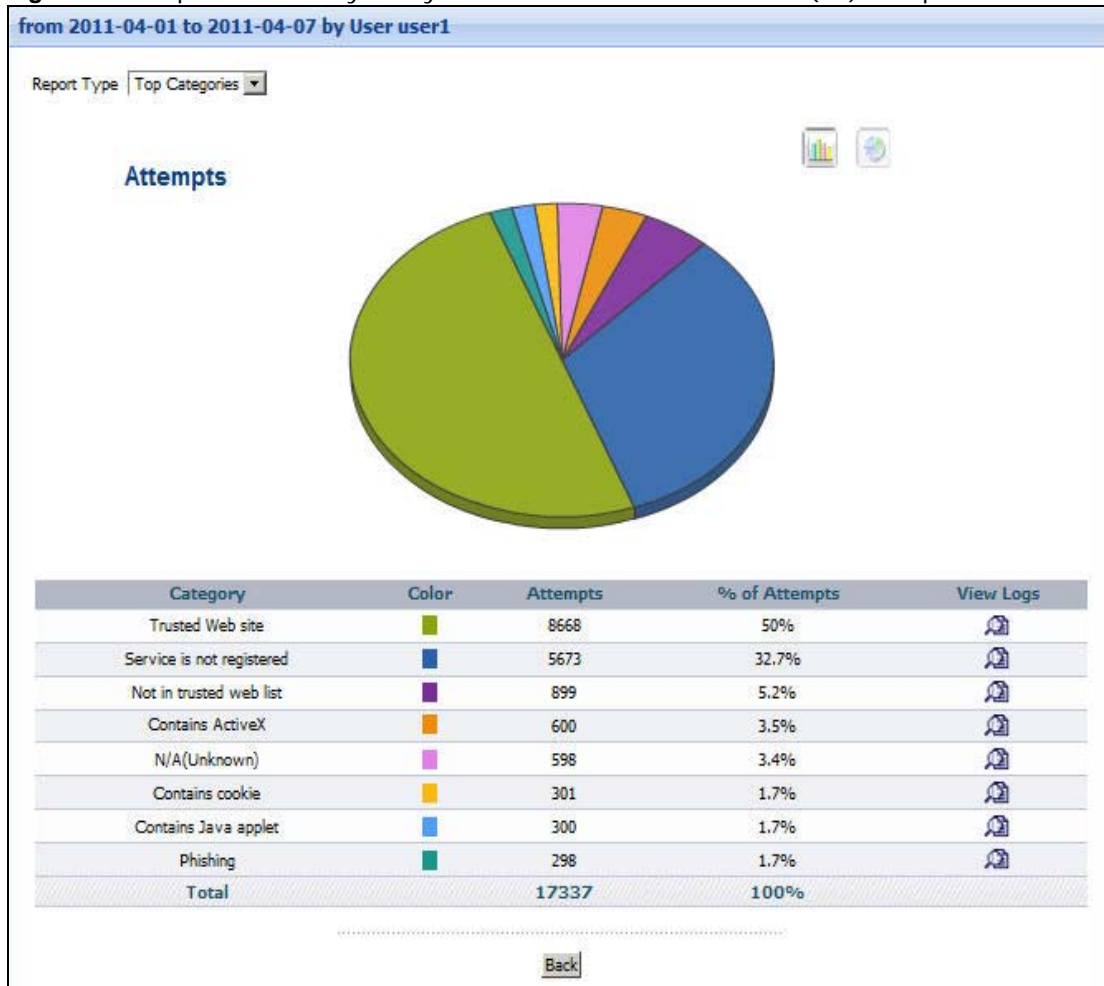 from 2011-04-01 to 2011-04-07 by User user1
Report Type Top Categories
Attempts
Category Color Attempts % of Attempts View Logs
Trusted Web site 8668 50%
Service is not registered 5673 32.7%
Not in trusted web list 899 5.2%
Contains ActiveX 600 3.5%
N/A(Unknown) 598 3.4%
Contains cookie 301 1.7%
Contains Java applet 300 1.7%
Phishing 298 1.7%
Total 17337 100%
Back